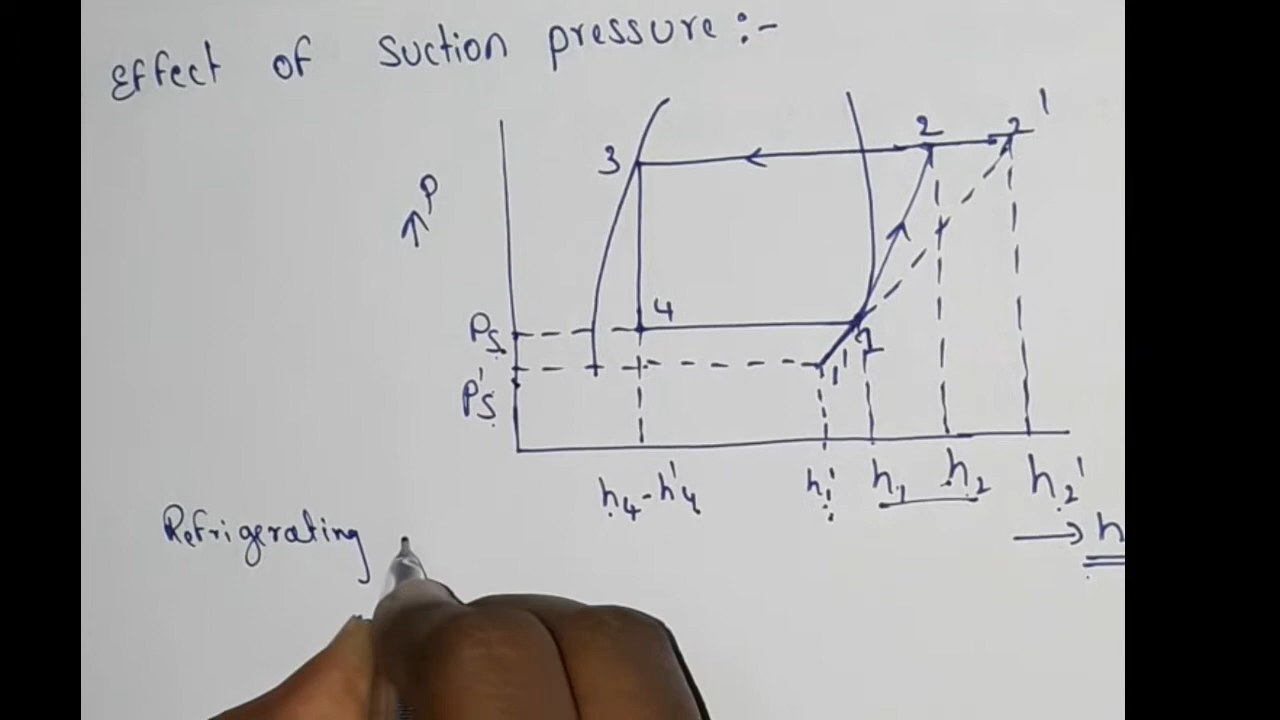 Effect of suction pressure :-
2 2'
3
↑ P
4
Ps
1
P's 1'
h4 - h'4 h1' h1 h2 h2'
→ h
Refrigerating